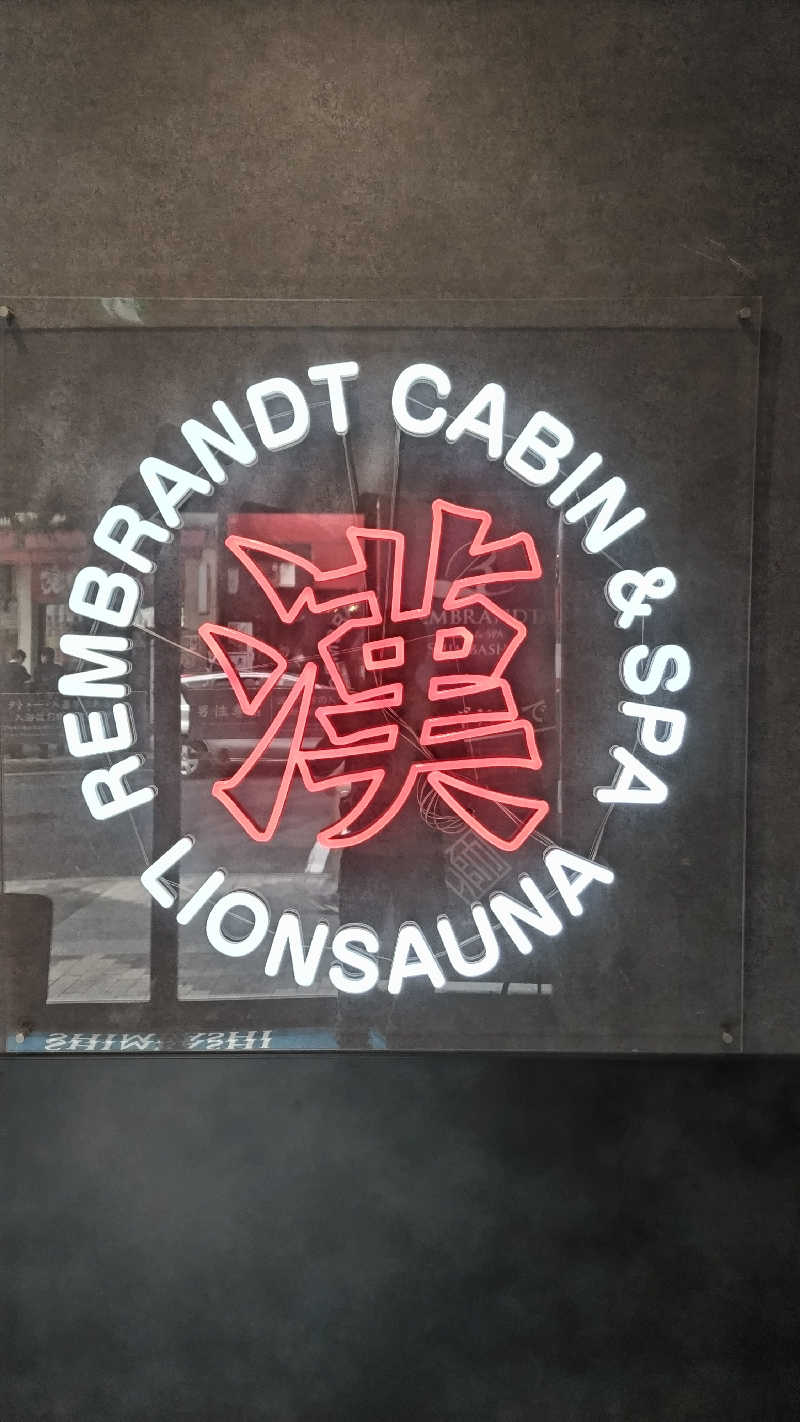 REMBRANDT CABIN & SPA
漢
LIONSAUNA